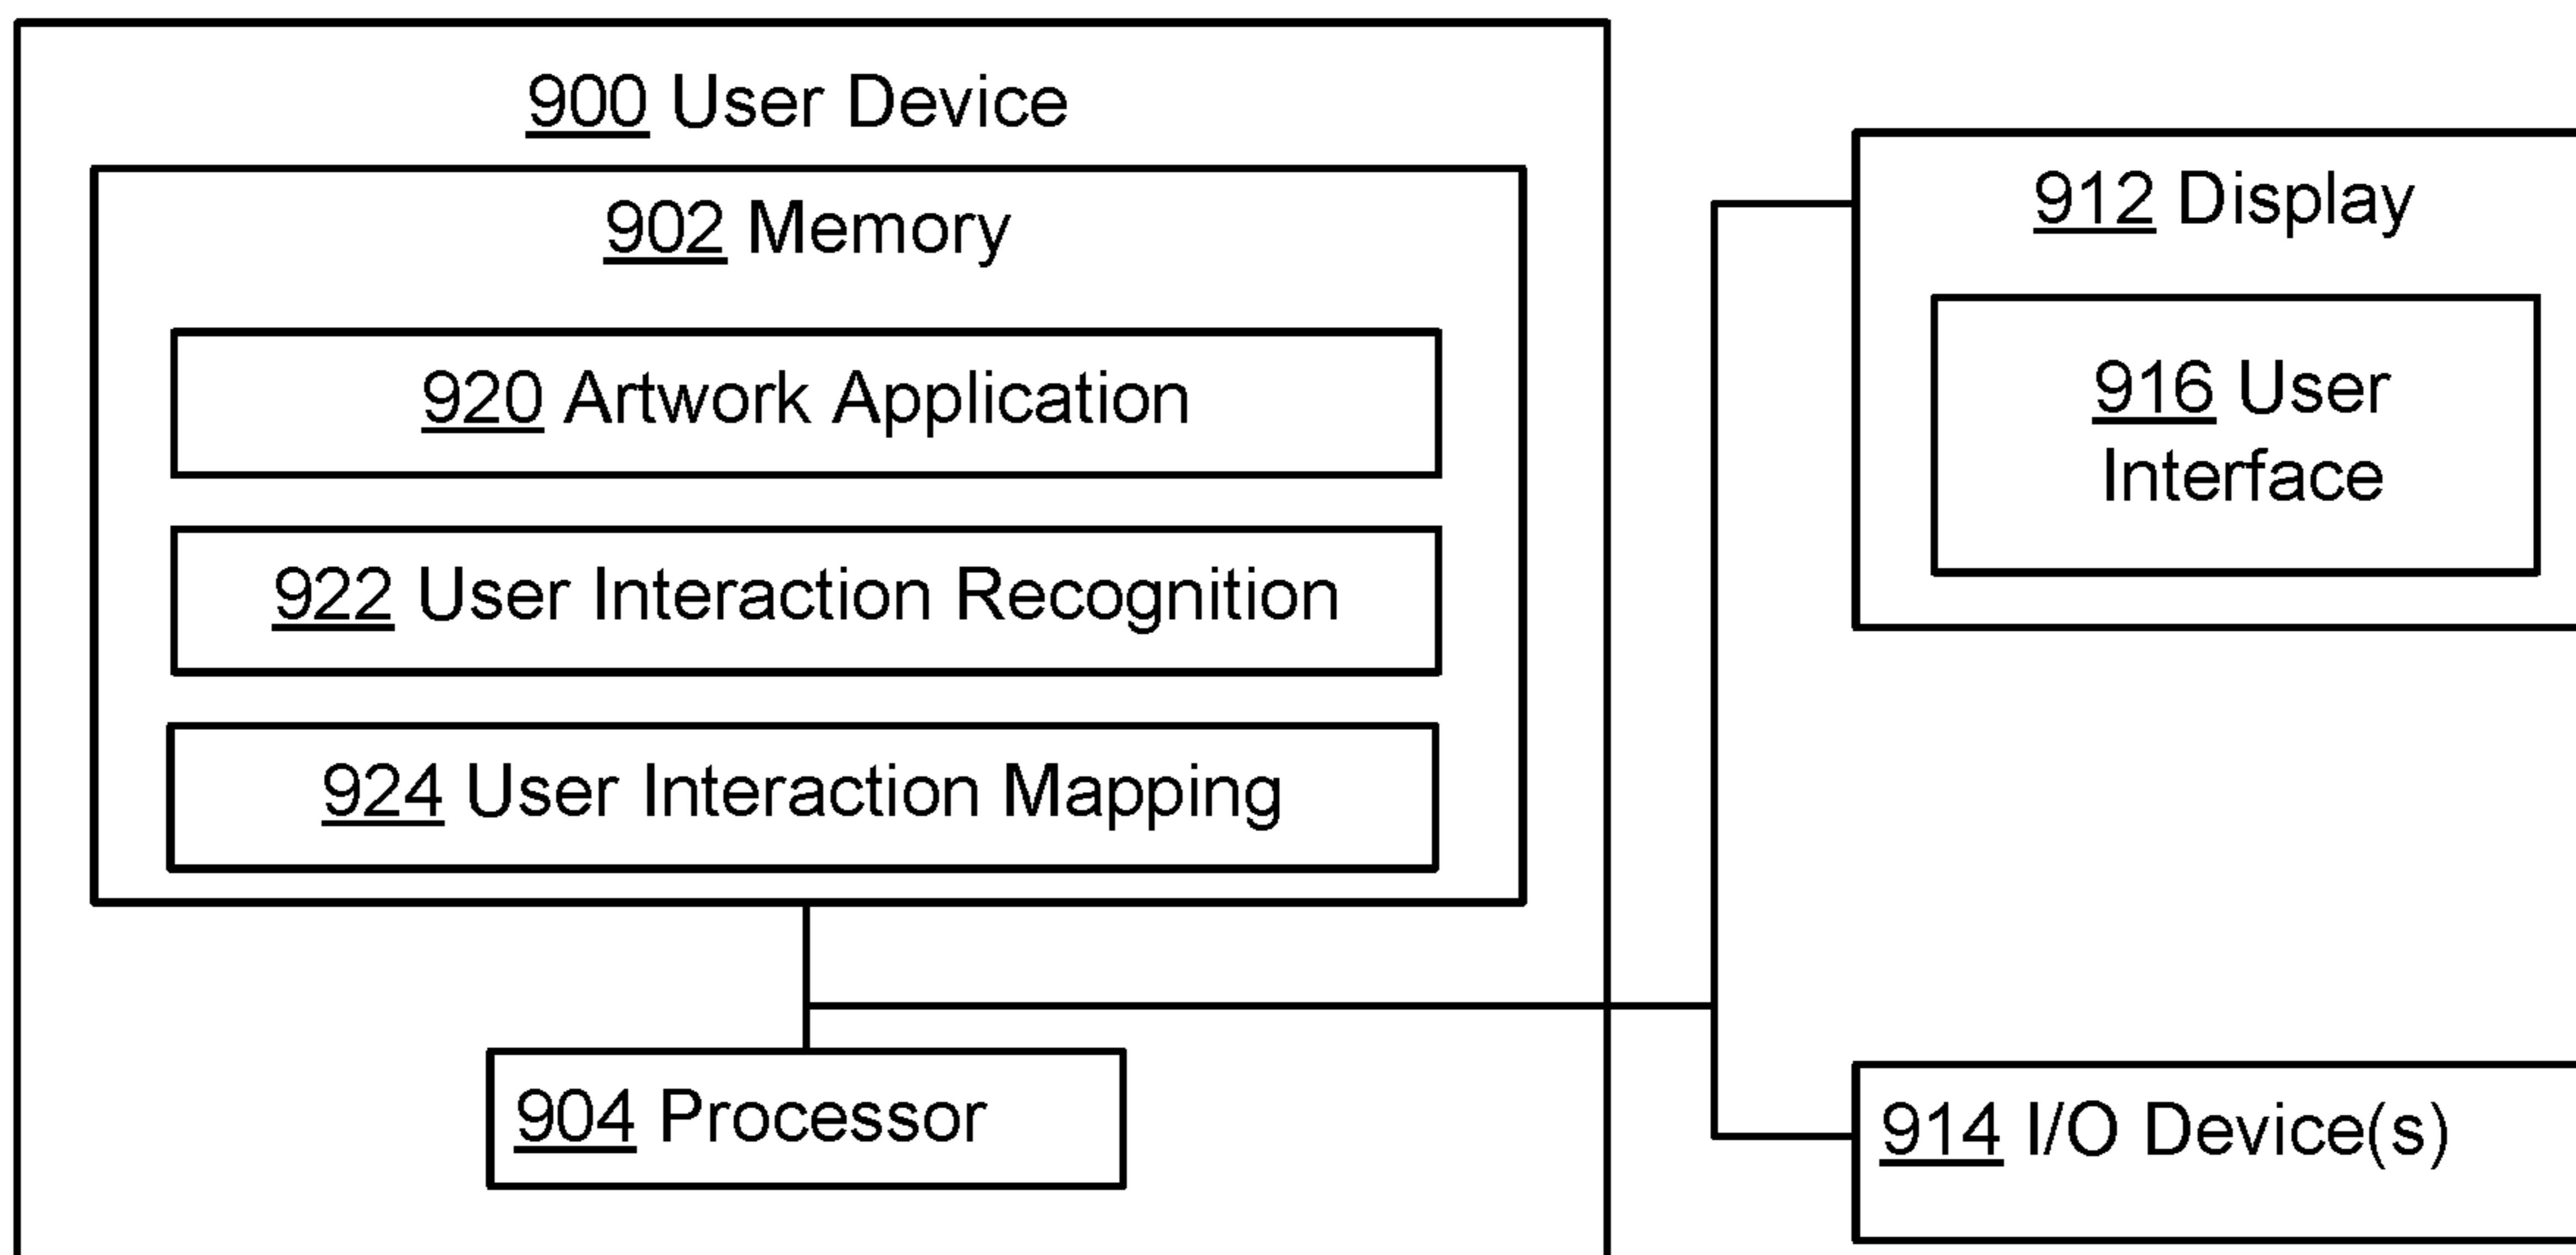 900 User Device
902 Memory
920 Artwork Application
922 User Interaction Recognition
924 User Interaction Mapping
904 Processor
912 Display
916 User
Interface
914 I/O Device(s)